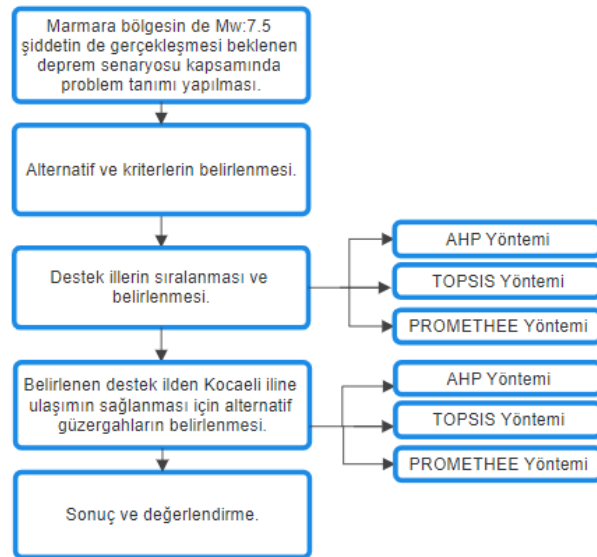 Marmara bölgesin de Mw:7.5
şiddetin de gerçekleşmesi beklenen
deprem senaryosu kapsamında
problem tanımı yapılması.
Alternatif ve kriterlerin belirlenmesi.
Destek illerin sıralanması ve
belirlenmesi.
AHP Yöntemi
TOPSIS Yöntemi
PROMETHEE Yöntemi
Belirlenen destek ilden Kocaeli iline
ulaşımın sağlanması için alternatif
güzergahların belirlenmesi.
AHP Yöntemi
TOPSIS Yöntemi
PROMETHEE Yöntemi
Sonuç ve değerlendirme.